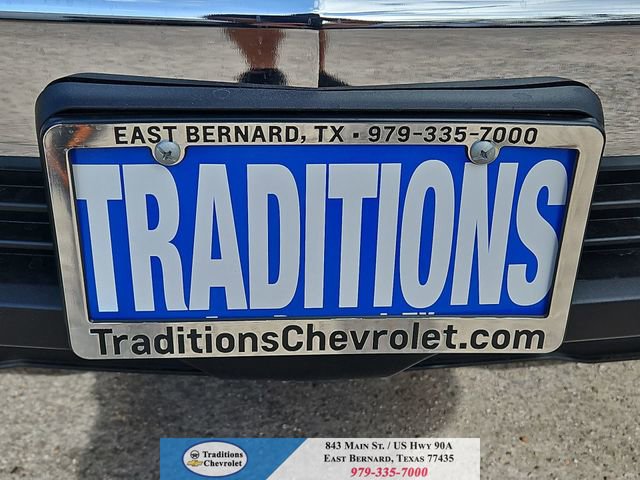 EAST BERNARD, TX • 979-335-7000
TRADITIONS
TraditionsChevrolet.com
Traditions
Chevrolet
843 Main St. / US Hwy 90A
East Bernard, Texas 77435
979-335-7000